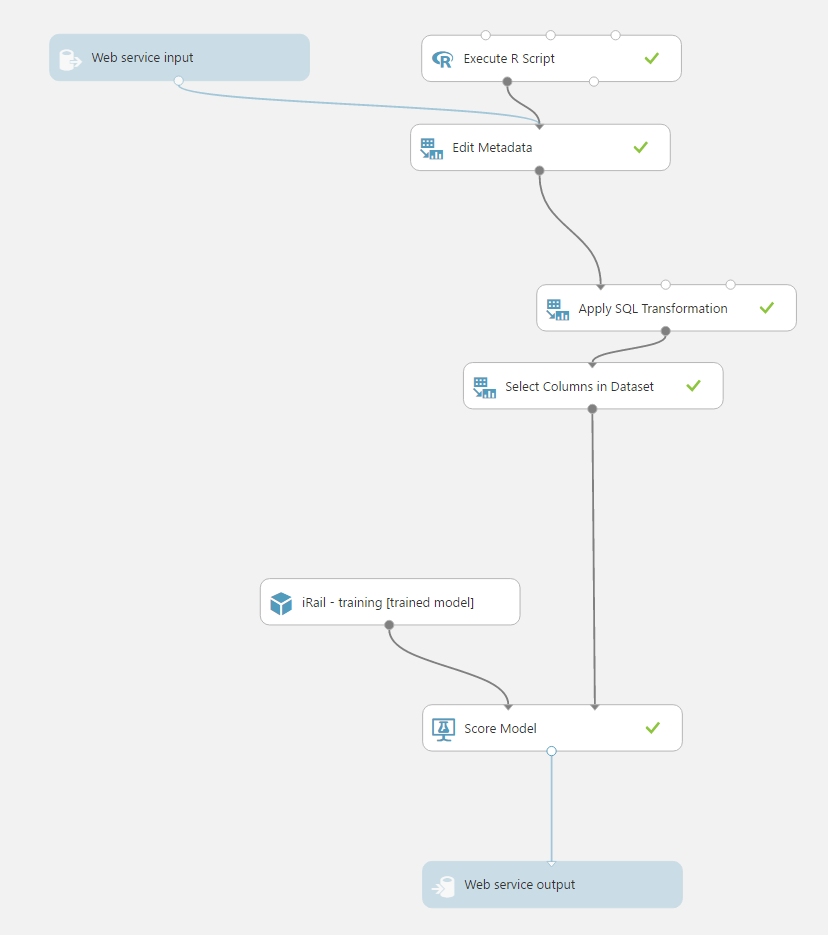 Web service input
Execute R Script
Edit Metadata
Apply SQL Transformation
Select Columns in Dataset
iRail - training [trained model]
Score Model
Web service output